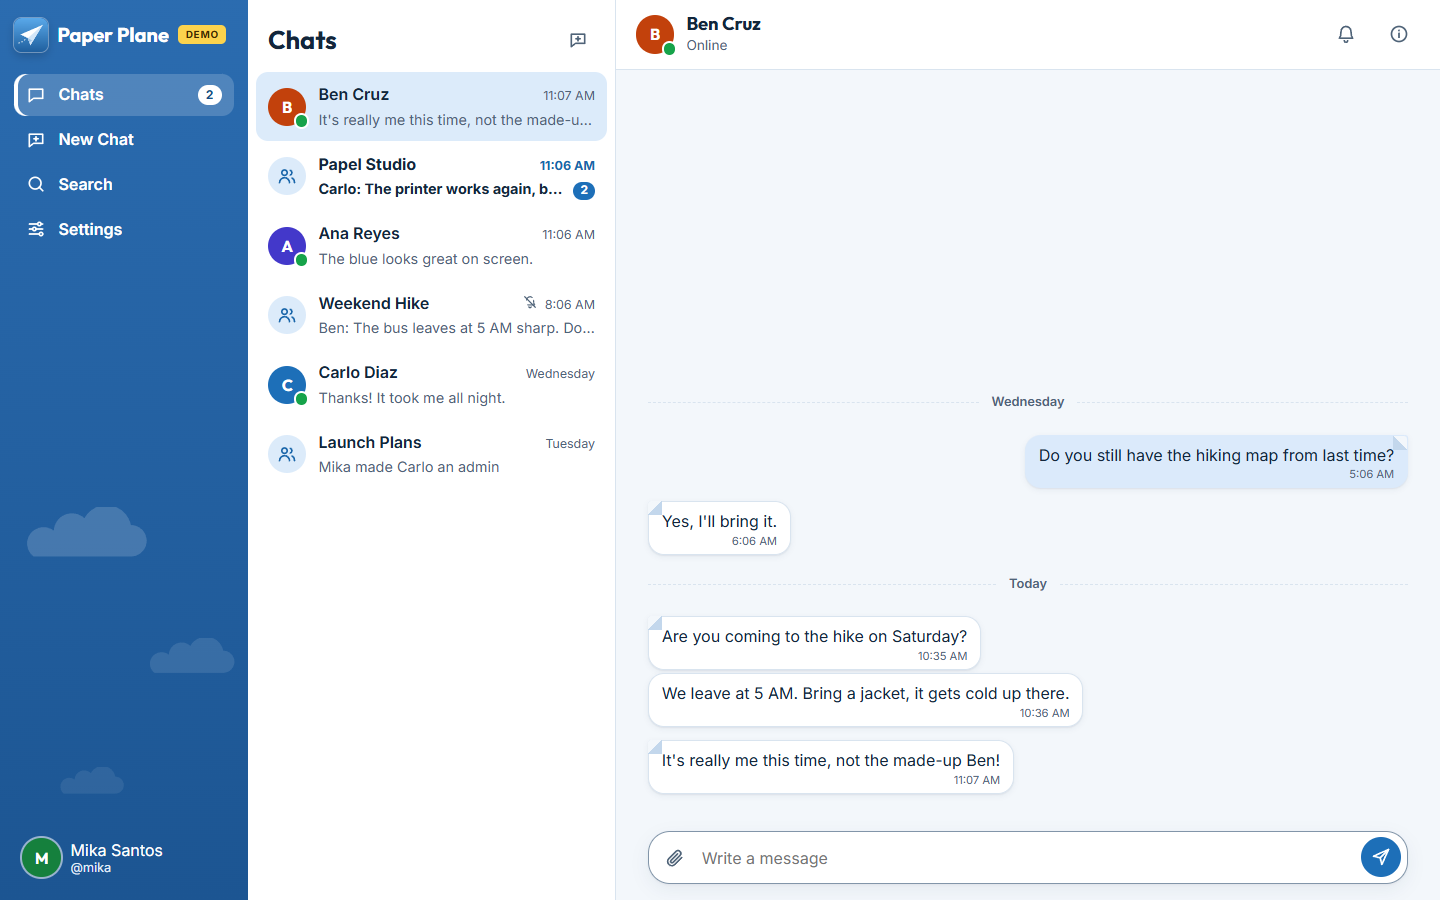 Paper Plane DEMO
Chats 2
New Chat
Search
Settings
M
Mika Santos
@mika
Chats
B
Ben Cruz 11:07 AM
It's really me this time, not the made-u...
Papel Studio 11:06 AM
Carlo: The printer works again, b... 2
A
Ana Reyes 11:06 AM
The blue looks great on screen.
Weekend Hike 8:06 AM
Ben: The bus leaves at 5 AM sharp. Do...
C
Carlo Diaz Wednesday
Thanks! It took me all night.
Launch Plans Tuesday
Mika made Carlo an admin
B
Ben Cruz
Online
Wednesday
Do you still have the hiking map from last time?
5:06 AM
Yes, I'll bring it.
6:06 AM
Today
Are you coming to the hike on Saturday?
10:35 AM
We leave at 5 AM. Bring a jacket, it gets cold up there.
10:36 AM
It's really me this time, not the made-up Ben!
11:07 AM
Write a message